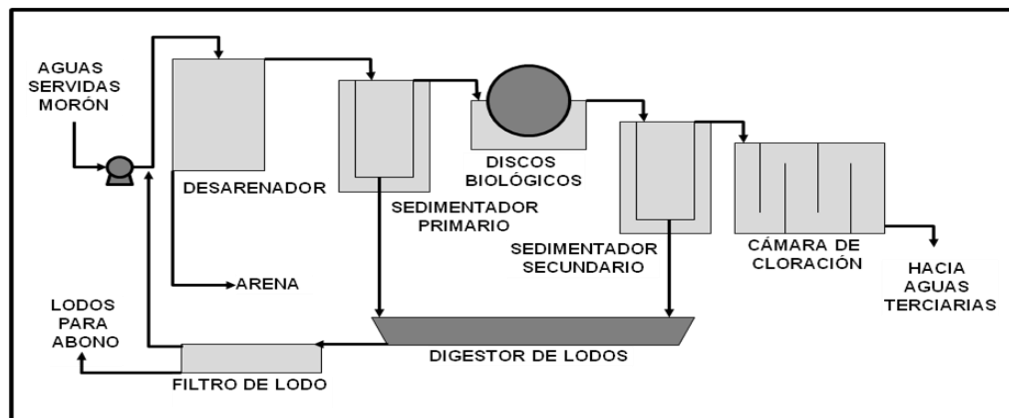 AGUAS
SERVIDAS
MORÓN
DESARENADOR
SEDIMENTADOR
PRIMARIO
DISCOS
BIOLÓGICOS
SEDIMENTADOR
SECUNDARIO
CÁMARA DE
CLORACIÓN
HACIA
AGUAS
TERCIARIAS
ARENA
LODOS
PARA
ABONO
FILTRO DE LODO
DIGESTOR DE LODOS